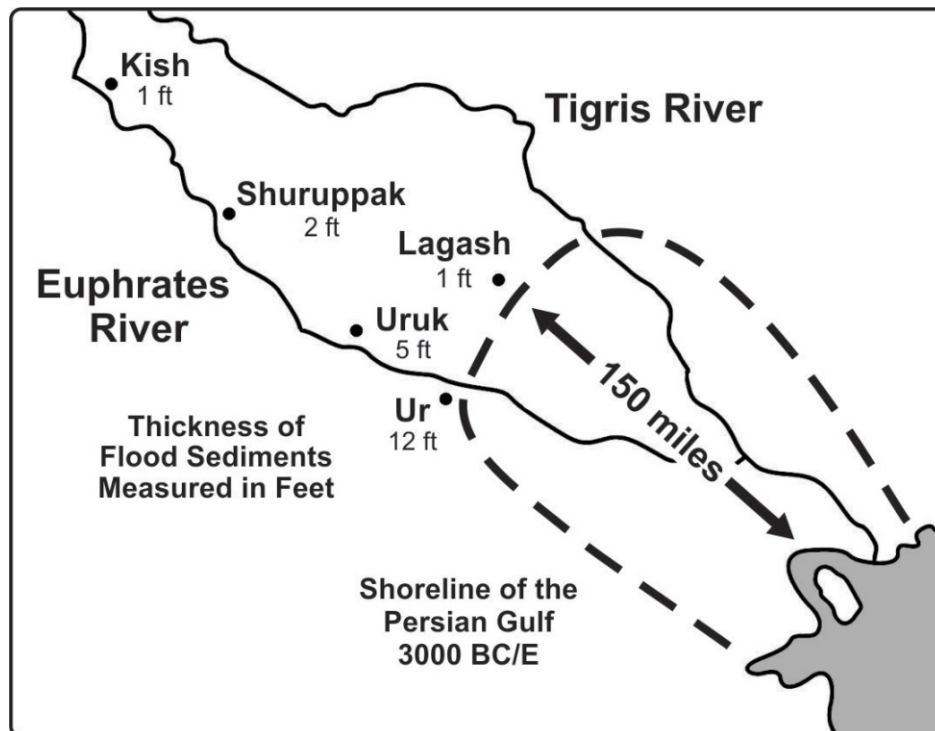 Kish
1 ft
Tigris River
Shuruppak
2 ft
Lagash
1 ft
Euphrates
River
Uruk
5 ft
150 miles
Ur
12 ft
Thickness of
Flood Sediments
Measured in Feet
Shoreline of the
Persian Gulf
3000 BC/E